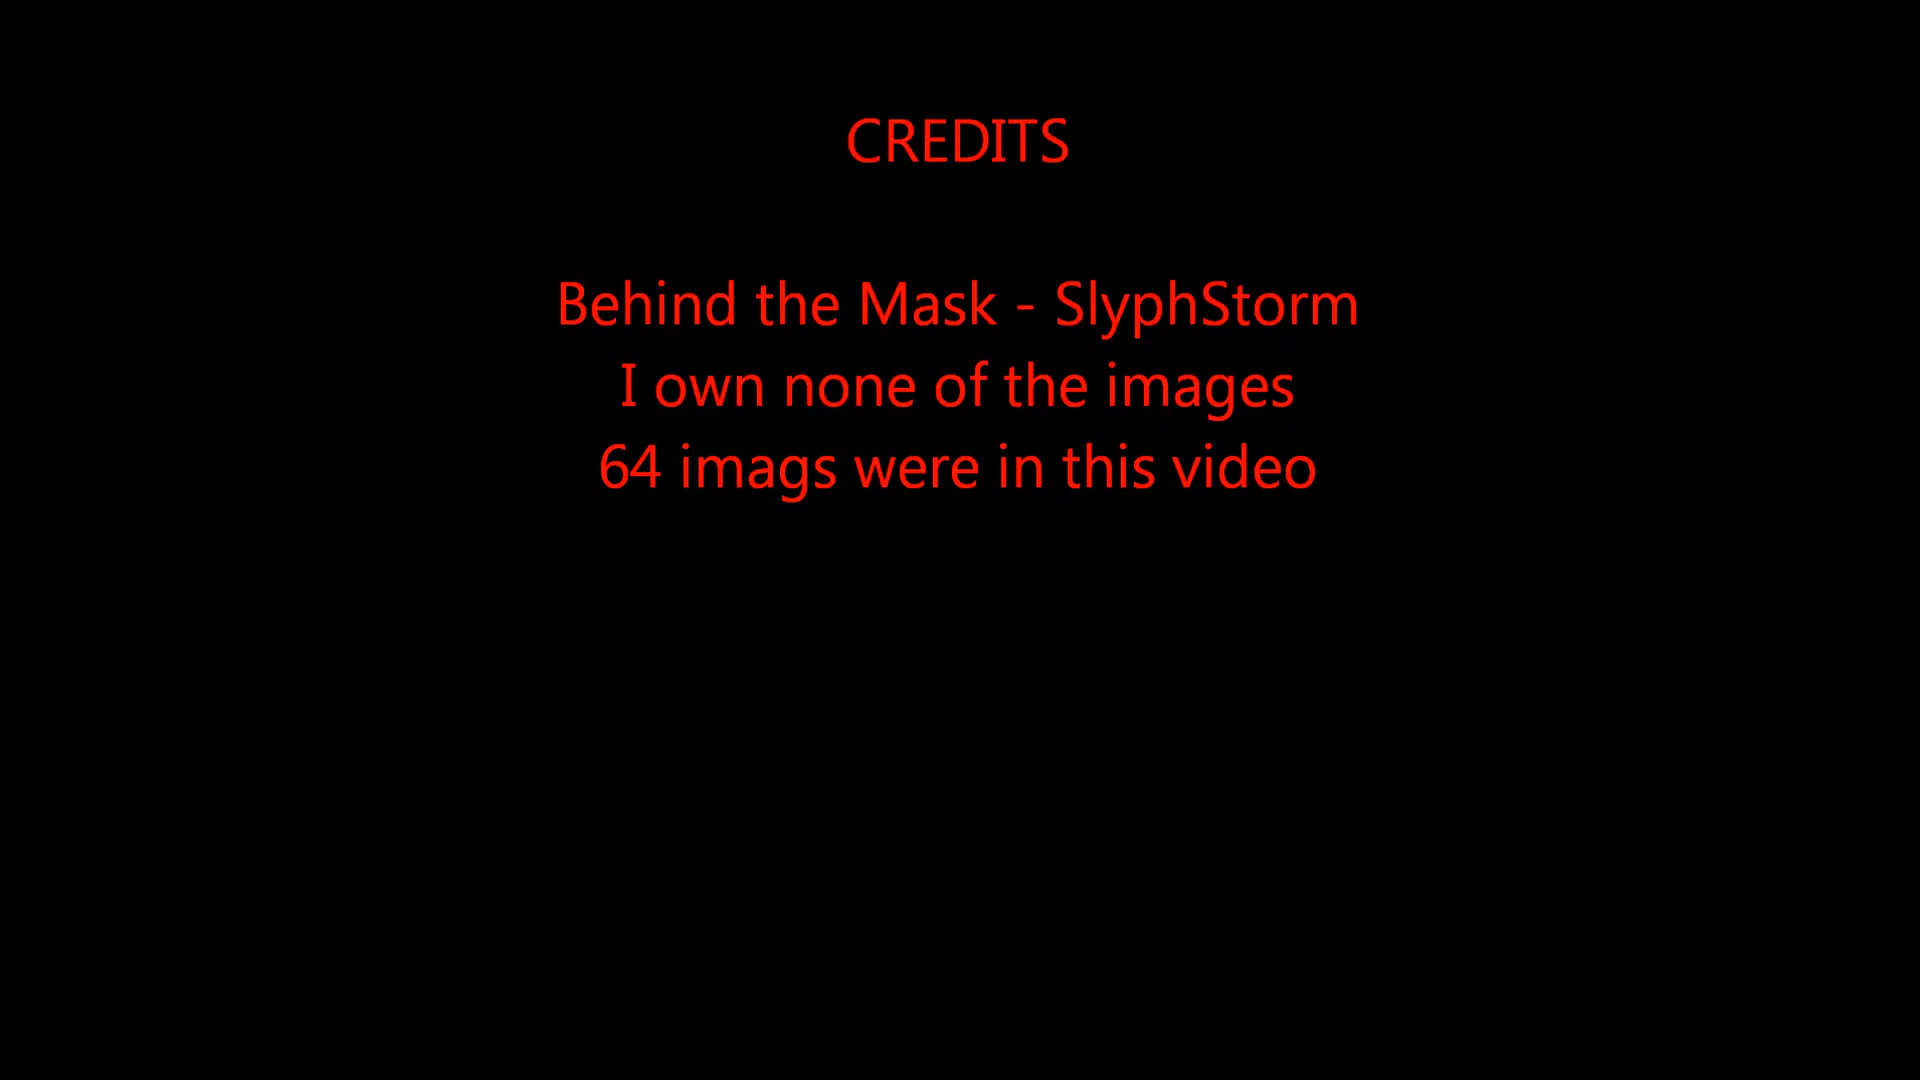 CREDITS
Behind the Mask - SlyphStorm
I own none of the images
64 imags were in this video